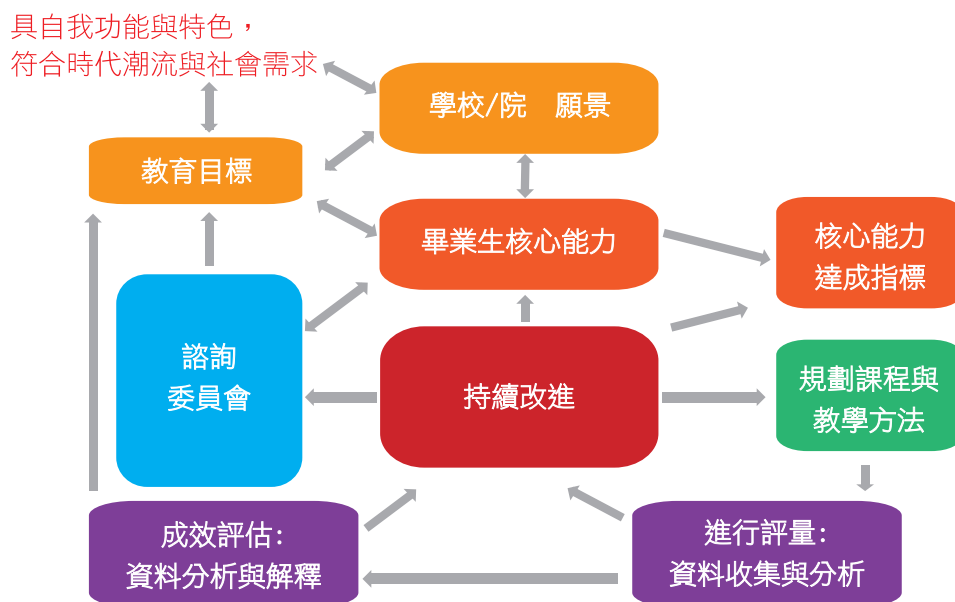 具自我功能與特色，
符合時代潮流與社會需求
學校/院　願景
教育目標
畢業生核心能力
核心能力
達成指標
諮詢
委員會
持續改進
規劃課程與
教學方法
成效評估:
資料分析與解釋
進行評量:
資料收集與分析